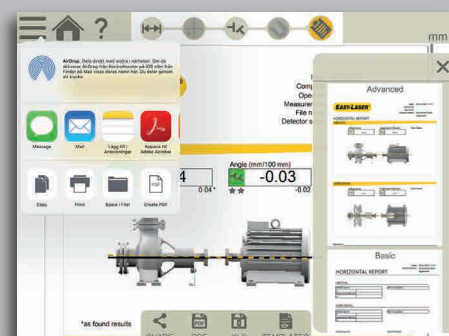 mm
AirDrop. Dela direkt med andra i närheten. Om de
aktiverar AirDrop från Kontrollcenter på iOS eller från
Finder på Mac visas deras namn här. Du delar genom
att trycka.
Message
Mail
Lägg till i
Anteckningar
Kopiera till
Adobe Acrobat
Copy
Print
Spara i Filer
Create PDF
Comp
Ope
Measurer
File n
Detector s
Angle (mm/100 mm)
4
0.04
-0.03
-0.02
*as found results
SHARE
PDF
XLS
TEMPLATES
Advanced
EASY-LASER
HORIZONTAL REPORT
Basic
HORIZONTAL REPORT